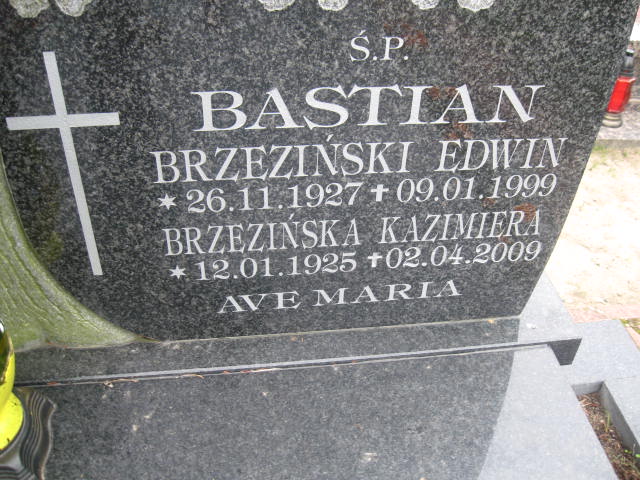 Ś.P.
BASTIAN
BRZEZIŃSKI EDWIN
* 26.11.1927 ✝ 09.01.1999
BRZEZIŃSKA KAZIMIERA
* 12.01.1925 ✝ 02.04.2009
AVE MARIA